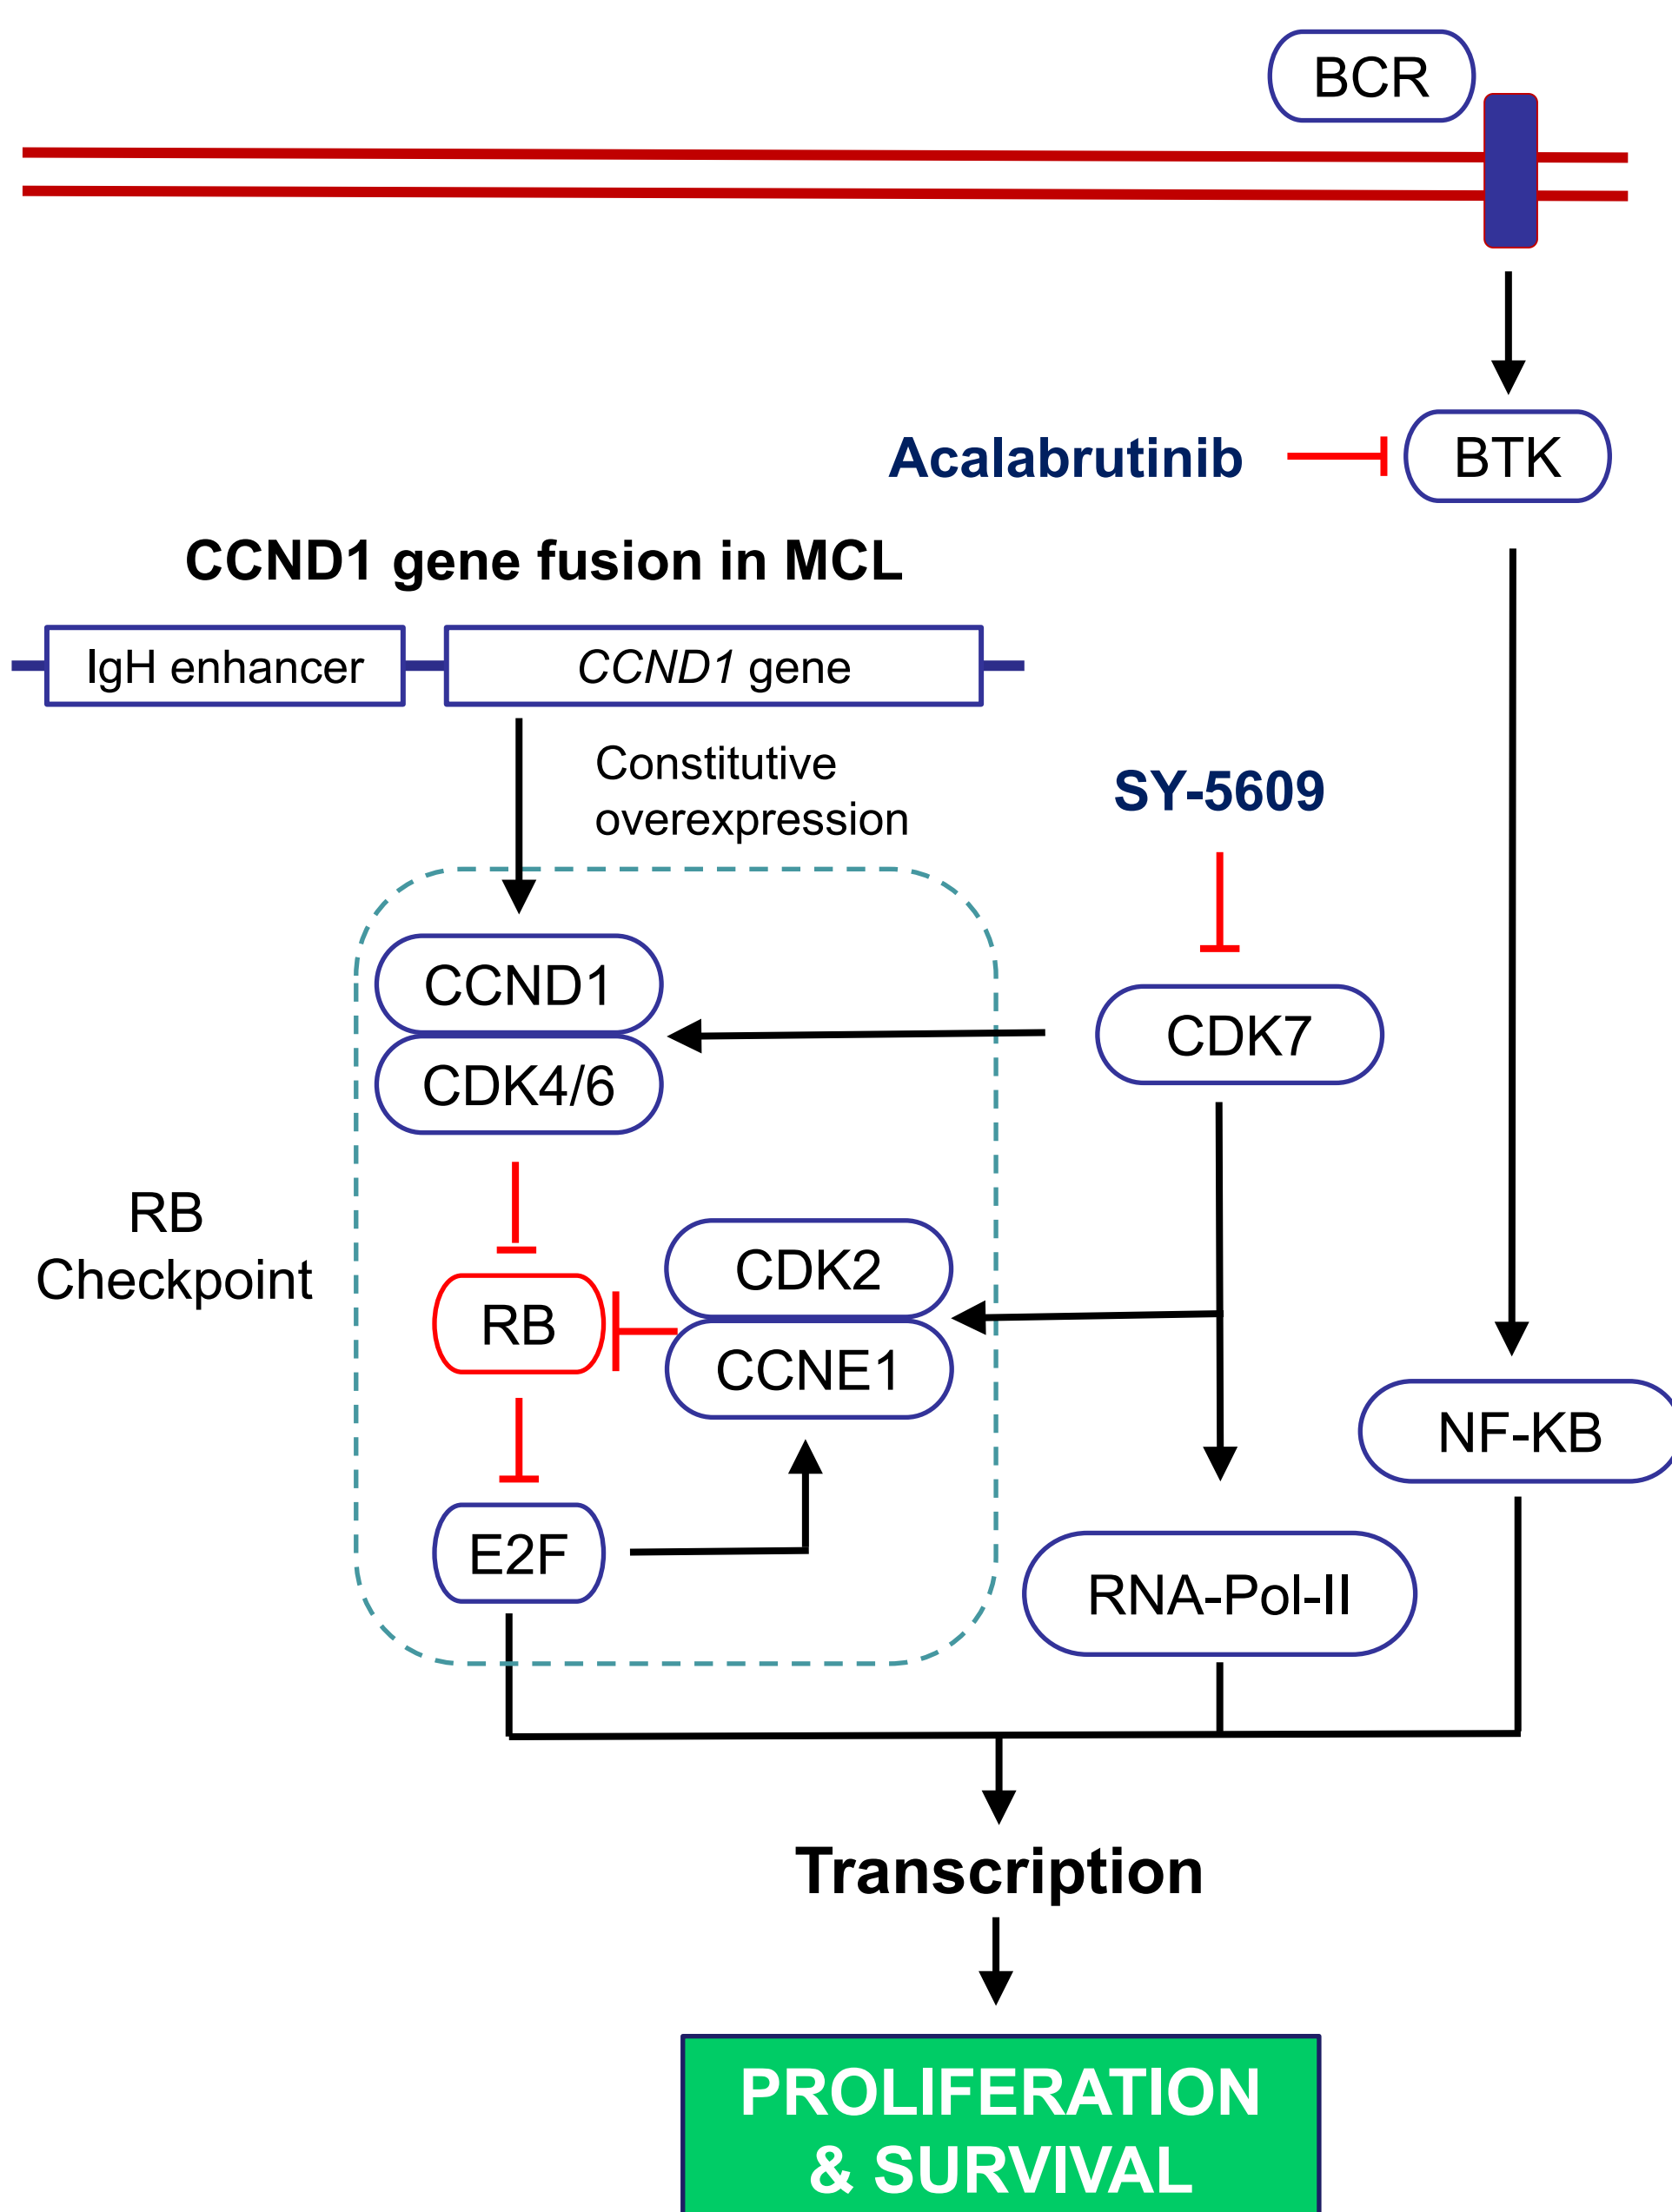 BCR
BTK
Acalabrutinib
CCND1 gene fusion in MCL
IgH enhancer
CCND1 gene
Constitutive
overexpression
SY-5609
CCND1
CDK4/6
CDK7
RB
Checkpoint
RB
CDK2
CCNE1
NF-KB
E2F
RNA-Pol-II
Transcription
PROLIFERATION
& SURVIVAL